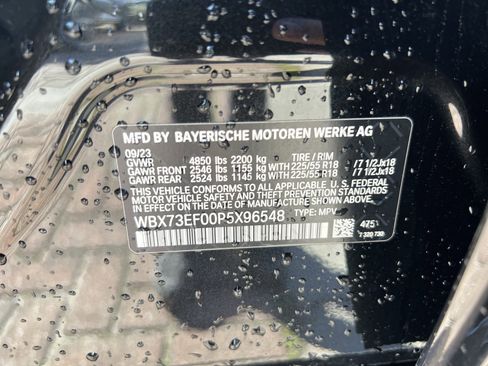 MFD BY BAYERISCHE MOTOREN WERKE AG
09/23
GVWR 4850 lbs 2200 kg TIRE / RIM
GAWR FRONT 2546 lbs 1155 kg WITH 225/55 R18 / 7 1/2Jx18
GAWR REAR 2524 lbs 1145 kg WITH 225/55 R18 / 7 1/2Jx18
THIS VEHICLE CONFORMS TO ALL APPLICABLE U.S. FEDERAL
MOTOR VEHICLE SAFETY AND THEFT PREVENTION STANDARDS
IN EFFECT ON THE DATE OF MANUFACTURE SHOWN ABOVE
WBX73EF00P5X96548 TYPE: MPV 475
7 320 730